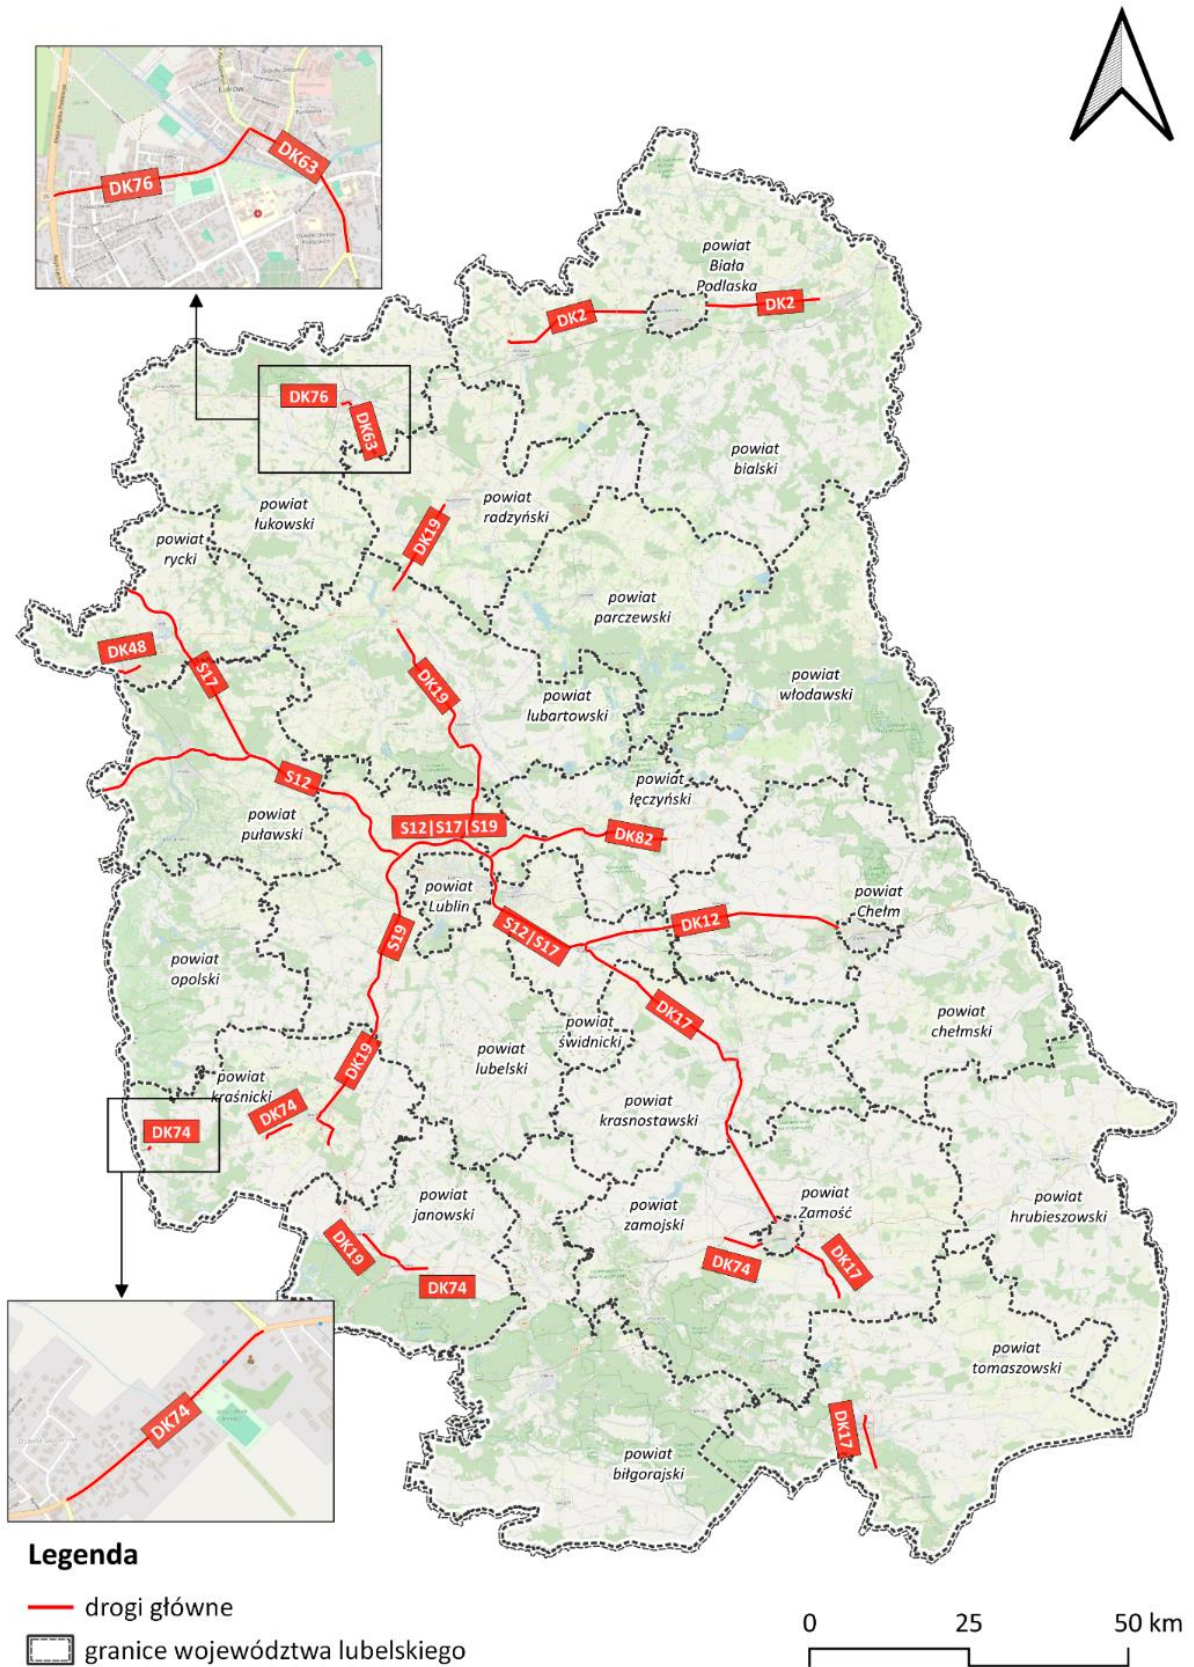 DK76
DK63
Łuków
powiat
Biała
Podlaska
DK2
DK2
DK76
DK63
powiat
bialski
powiat
łukowski
powiat
radzyński
DK19
powiat
rycki
powiat
parczewski
DK48
S17
DK19
powiat
lubartowski
powiat
włodawski
S12
powiat
puławski
powiat
łęczyński
S12|S17|S19
DK82
powiat
Lublin
powiat
Chełm
S19
S12|S17
DK12
powiat
opolski
DK17
powiat
świdnicki
powiat
chełmski
powiat
lubelski
DK19
powiat
kraśnicki
DK74
DK74
powiat
krasnostawski
powiat
janowski
powiat
zamojski
powiat
Zamość
powiat
hrubieszowski
DK19
DK74
DK74
DK17
powiat
tomaszowski
DK74
DK17
powiat
biłgorajski
Legenda
drogi główne
granice województwa lubelskiego
0 25 50 km